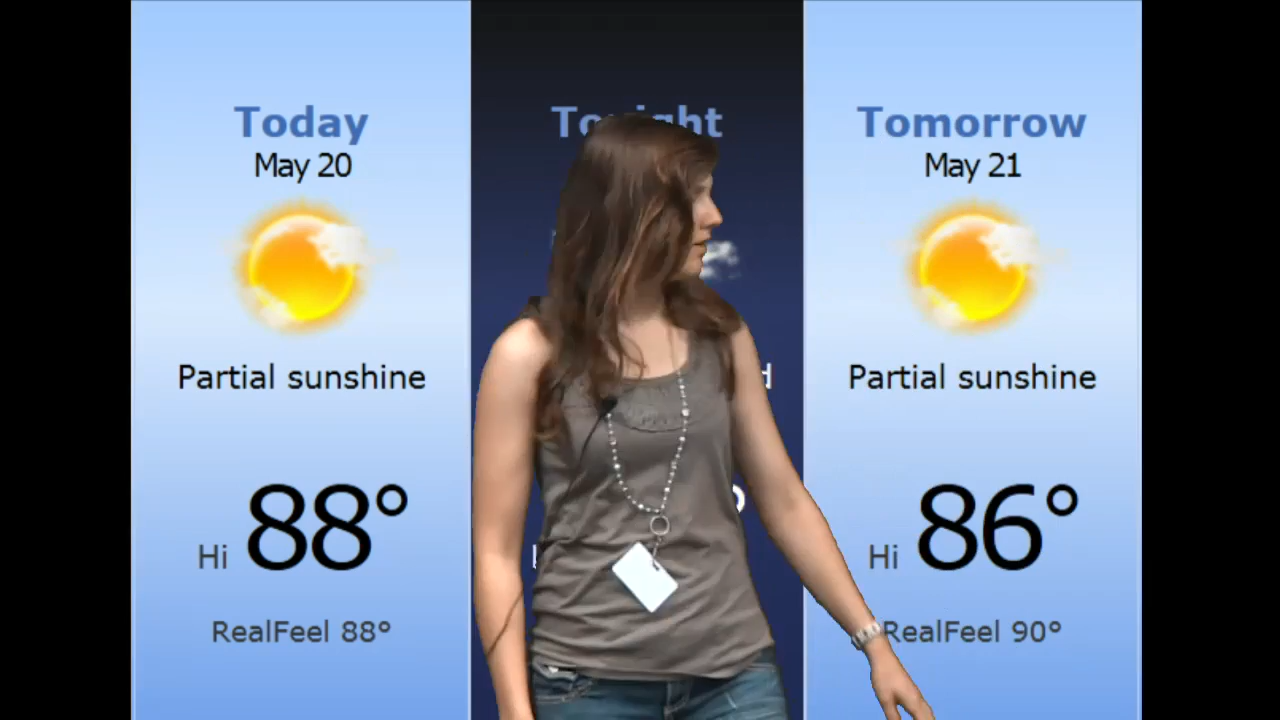 Today
May 20
Partial sunshine
Hi 88°
RealFeel 88°
Tomorrow
May 21
Partial sunshine
Hi 86°
RealFeel 90°